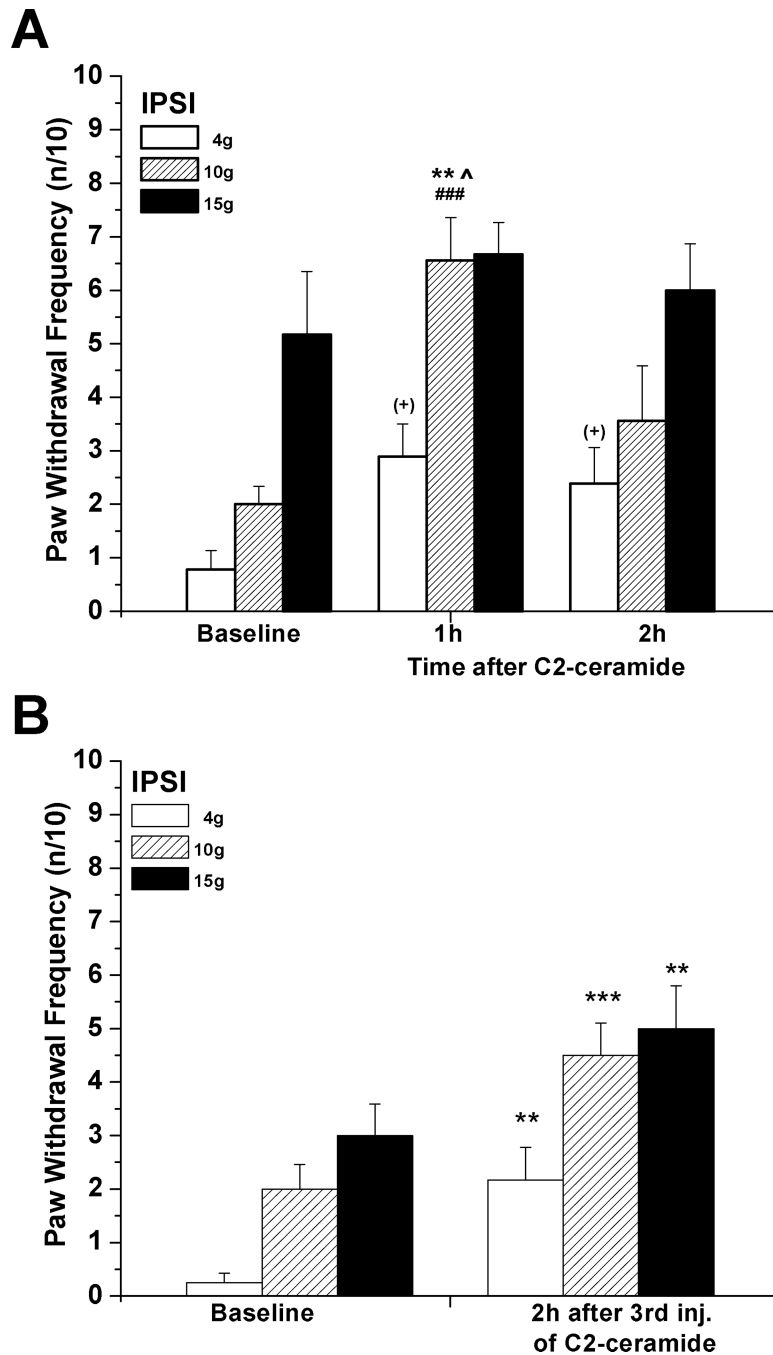 A
Paw Withdrawal Frequency (n/10)
10
9
8
7
6
5
4
3
2
1
0
IPSI
4g
10g
15g
** ^
###
(+)
(+)
Baseline
1h
2h
Time after C2-ceramide
B
Paw Withdrawal Frequency (n/10)
10
9
8
7
6
5
4
3
2
1
0
IPSI
4g
10g
15g
**
***
**
Baseline
2h after 3rd inj.
of C2-ceramide